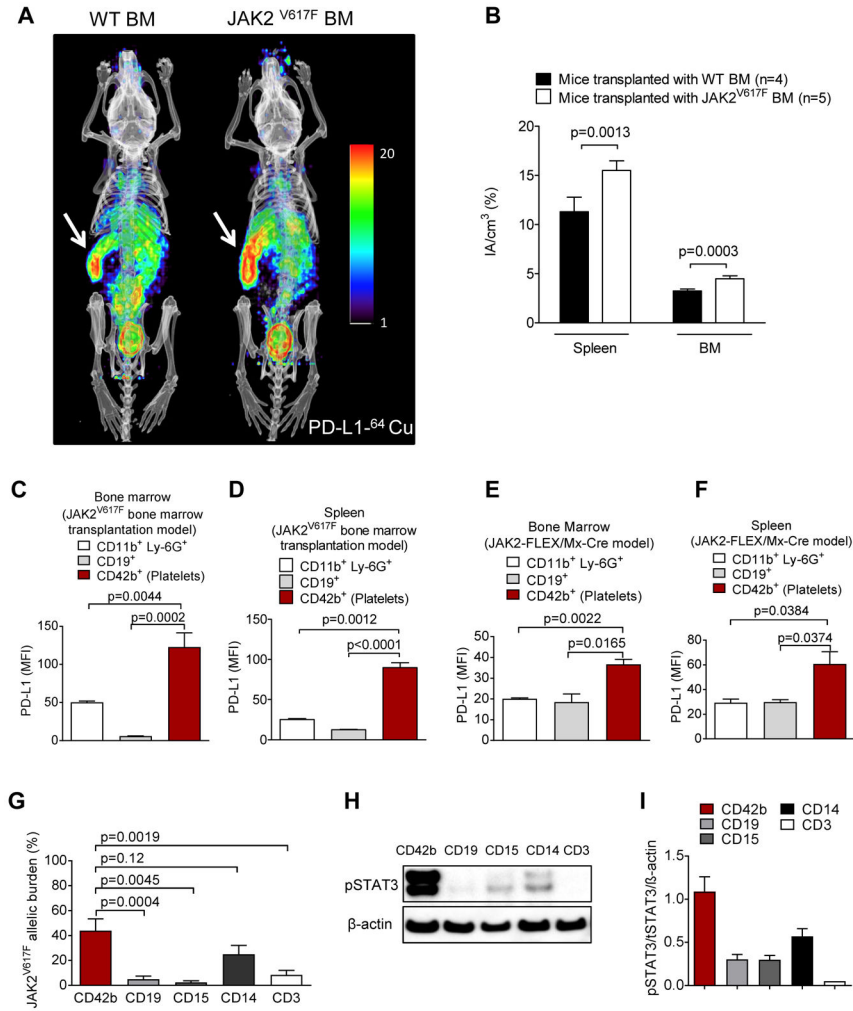 A
WT BM
JAK2 V617F BM
20
1
PD-L1-64 Cu
B
Mice transplanted with WT BM (n=4)
Mice transplanted with JAK2V617F BM (n=5)
p=0.0013
p=0.0003
IA/cm3 (%)
20
15
10
5
0
Spleen
BM
C
Bone marrow
(JAK2V617F bone marrow
transplantation model)
CD11b+ Ly-6G+
CD19+
CD42b+ (Platelets)
p=0.0044
p=0.0002
PD-L1 (MFI)
150
100
50
0
D
Spleen
(JAK2V617F bone marrow
transplantation model)
CD11b+ Ly-6G+
CD19+
CD42b+ (Platelets)
p=0.0012
p<0.0001
PD-L1 (MFI)
150
100
50
0
E
Bone Marrow
(JAK2-FLEX/Mx-Cre model)
CD11b+ Ly-6G+
CD19+
CD42b+ (Platelets)
p=0.0022
p=0.0165
PD-L1 (MFI)
60
40
20
0
F
Spleen
(JAK2-FLEX/Mx-Cre model)
CD11b+ Ly-6G+
CD19+
CD42b+ (Platelets)
p=0.0384
p=0.0374
PD-L1 (MFI)
80
60
40
20
0
G
p=0.0019
p=0.12
p=0.0045
p=0.0004
JAK2V617F allelic burden (%)
100
80
60
40
20
0
CD42b
CD19
CD15
CD14
CD3
H
CD42b CD19 CD15 CD14 CD3
pSTAT3
β-actin
I
CD42b
CD19
CD15
CD14
CD3
pSTAT3/tSTAT3/ß-actin
1.5
1.0
0.5
0.0